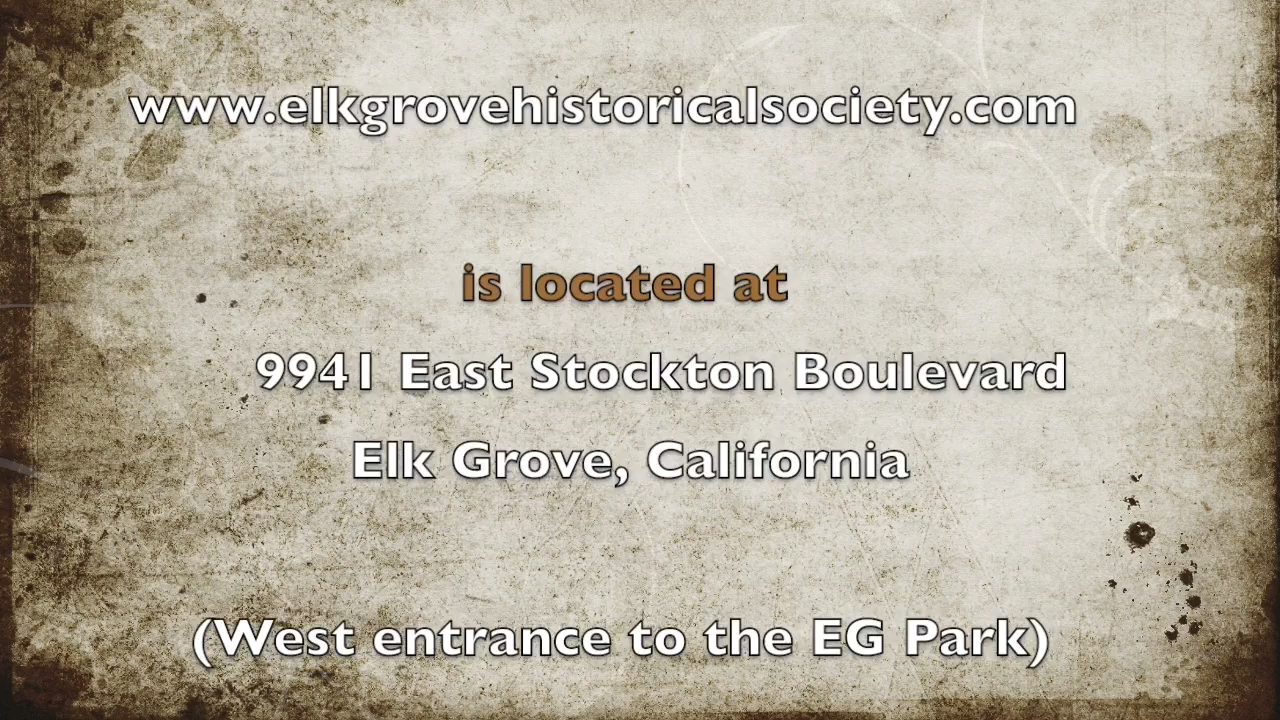 www.elkgrovehistoricalsociety.com
is located at
9941 East Stockton Boulevard
Elk Grove, California
(West entrance to the EG Park)